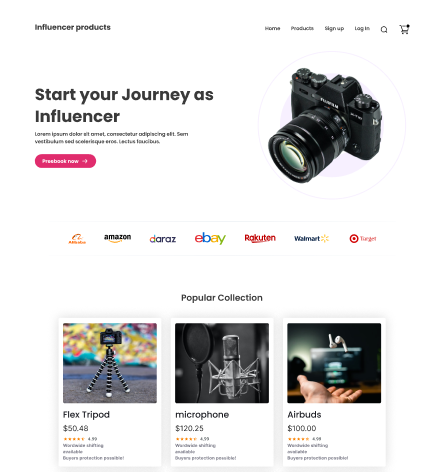 Influencer products
Home Products Sign up Log In
Start your Journey as
Influencer
Lorem ipsum dolor sit amet, consectetur adipiscing elit. Sem
vestibulum sed scelerisque eros. Lectus faucibus.
Preobook now →
FUJIFILM
Alibaba amazon daraz ebay Rakuten Walmart Target
Popular Collection
Flex Tripod
$50.48
★★★★☆ 4,99
Wordwide shifting
available
Buyers protection possible!
microphone
$120.25
★★★★☆ 4,99
Wordwide shifting
available
Buyers protection possible!
Airbuds
$100.00
★★★★☆ 4,99
Wordwide shifting
available
Buyers protection possible!